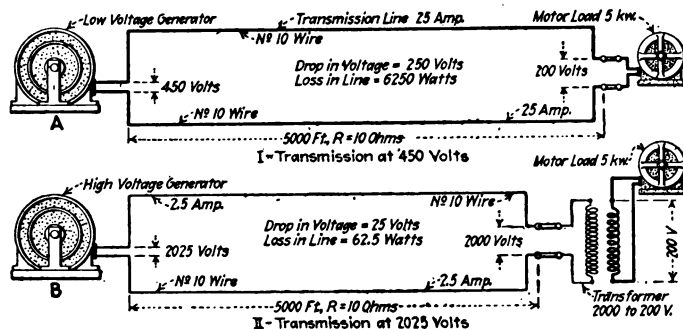 Low Voltage Generator
Transmission Line 25 Amp.
Motor Load 5 kw.
Nº 10 Wire
Drop in Voltage = 250 Volts
Loss in Line = 6250 Watts
450 Volts
200 Volts
A
Nº 10 Wire
25 Amp.
5000 Ft, R = 10 Ohms
I-Transmission at 450 Volts
Motor Load 5 kw.
High Voltage Generator
2.5 Amp.
Nº 10 Wire
Drop in Voltage = 25 Volts
Loss in Line = 62.5 Watts
2025 Volts
2000 Volts
200 V
B
Nº 10 Wire
2.5 Amp.
5000 Ft, R = 10 Ohms
Transformer
2000 to 200 V.
II-Transmission at 2025 Volts